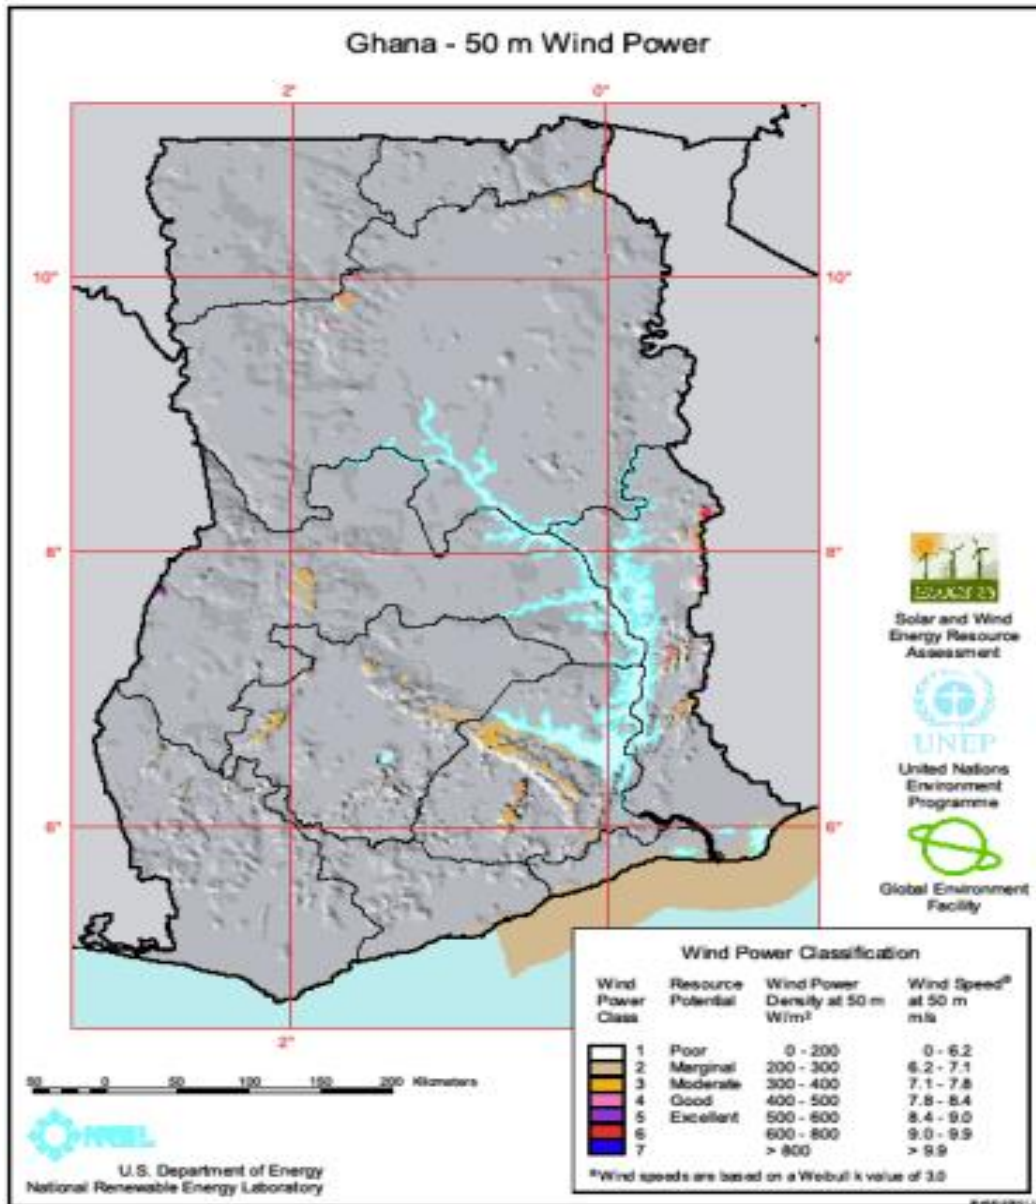 Ghana - 50 m Wind Power
2°
0°
10°
10°
8°
8°
6°
6°
2°
Solar and Wind
Energy Resource
Assessment
UNEP
United Nations
Environment
Programme
Global Environment
Facility
50 0 50 100 150 200 Kilometers
NREL
U.S. Department of Energy
National Renewable Energy Laboratory
Wind Power Classification
Wind Power Class Resource Potential Wind Power Density at 50 m W/m² Wind Speedᵃ at 50 m m/s
1 Poor 0 - 200 0 - 6.2
2 Marginal 200 - 300 6.2 - 7.1
3 Moderate 300 - 400 7.1 - 7.8
4 Good 400 - 500 7.8 - 8.4
5 Excellent 500 - 600 8.4 - 9.0
6 600 - 800 9.0 - 9.9
7 > 800 > 9.9
ᵃWind speeds are based on a Weibull k value of 3.0